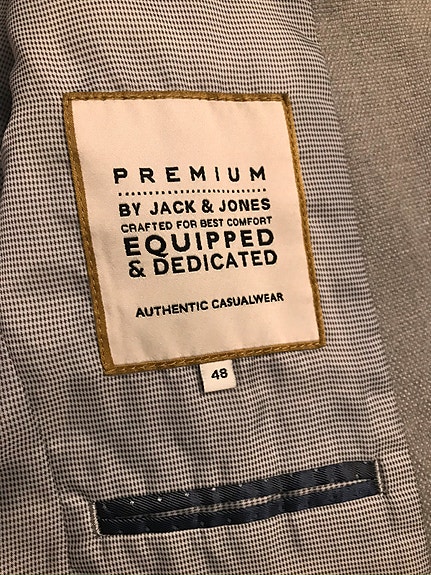 PREMIUM
BY JACK & JONES
CRAFTED FOR BEST COMFORT
EQUIPPED
& DEDICATED
AUTHENTIC CASUALWEAR
48